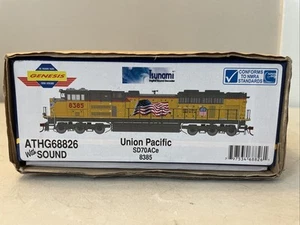 GENESIS
Tsunami
CONFORMS
TO NMRA
STANDARDS
8385
ATHG68826
With SOUND
Union Pacific
SD70ACe
8385